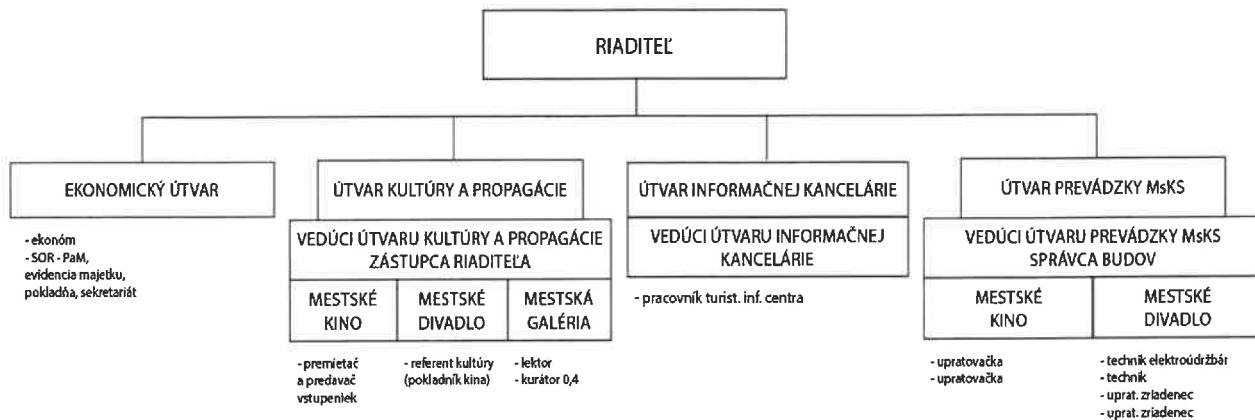 RIADITEĽ
EKONOMICKÝ ÚTVAR
- ekonóm
- SOR - PaM,
evidencia majetku,
pokladňa, sekretariát
ÚTVAR KULTÚRY A PROPAGÁCIE
VEDÚCI ÚTVARU KULTÚRY A PROPAGÁCIE
ZÁSTUPCA RIADITEĽA
MESTSKÉ
KINO
- premietač
a predavač
vstupeniek
MESTSKÉ
DIVADLO
- referent kultúry
(pokladník kina)
MESTSKÁ
GALÉRIA
- lektor
- kurátor 0,4
ÚTVAR INFORMAČNEJ KANCELÁRIE
VEDÚCI ÚTVARU INFORMAČNEJ
KANCELÁRIE
- pracovník turist. inf. centra
ÚTVAR PREVÁDZKY MsKS
VEDÚCI ÚTVARU PREVÁDZKY MsKS
SPRÁVCA BUDOV
MESTSKÉ
KINO
- upratovačka
- upratovačka
MESTSKÉ
DIVADLO
- technik elektroúdržbár
- technik
- uprat. zriadenec
- uprat. zriadenec